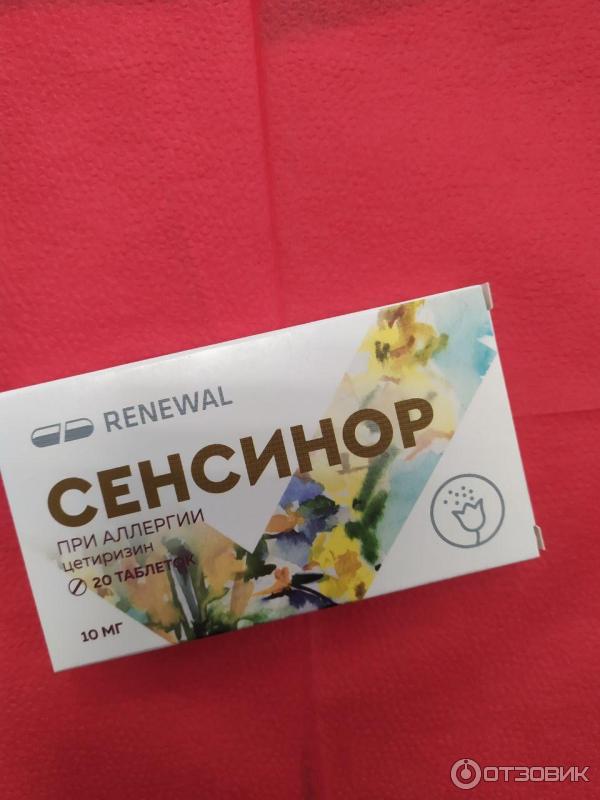 RENEWAL
СЕНСИНОР
ПРИ АЛЛЕРГИИ
цетиризин
20 ТАБЛЕТОК
10 МГ
ОТЗОВИК